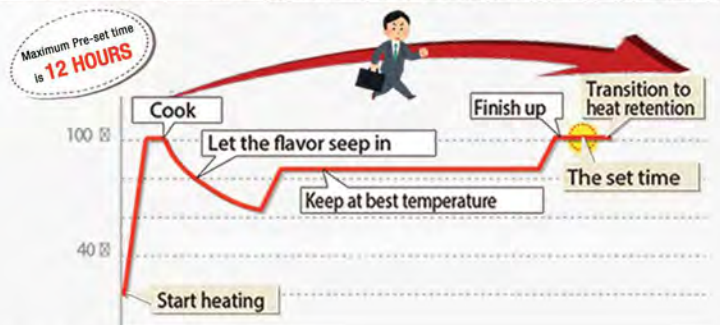 Maximum Pre-set time
is 12 HOURS
Cook
Finish up
Transition to
heat retention
100
Let the flavor seep in
The set time
Keep at best temperature
40
Start heating